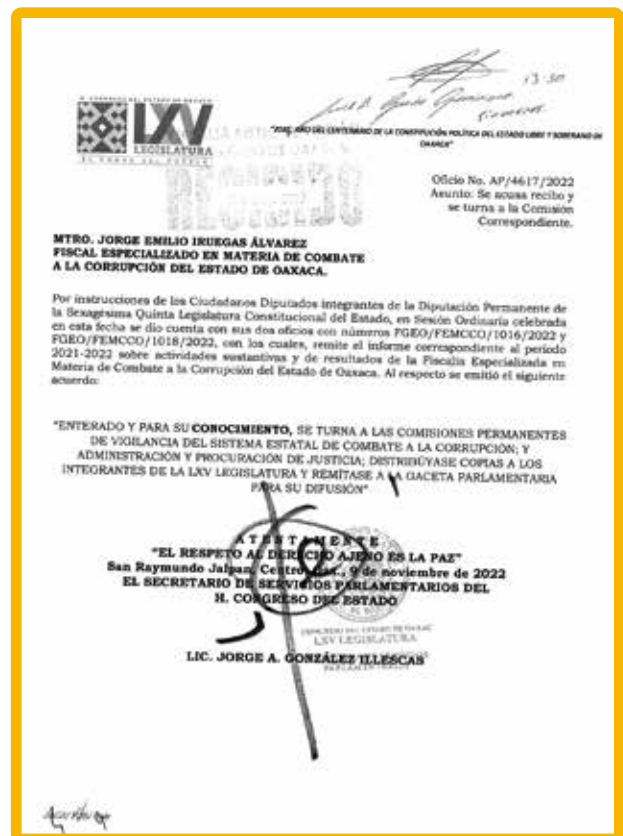 13:30
H. CONGRESO DEL ESTADO DE OAXACA
LXV
LEGISLATURA
EL PODER DEL PUEBLO
"2022, AÑO DEL CENTENARIO DE LA CONSTITUCIÓN POLÍTICA DEL ESTADO LIBRE Y SOBERANO DE
OAXACA"
Oficio No. AP/4617/2022
Asunto: Se acusa recibo y
se turna a la Comisión
Correspondiente.
MTRO. JORGE EMILIO IRUEGAS ÁLVAREZ
FISCAL ESPECIALIZADO EN MATERIA DE COMBATE
A LA CORRUPCIÓN DEL ESTADO DE OAXACA.
Por instrucciones de los Ciudadanos Diputados integrantes de la Diputación Permanente de
la Sexagésima Quinta Legislatura Constitucional del Estado, en Sesión Ordinaria celebrada
en esta fecha se dio cuenta con sus dos oficios con números FGEO/FEMCCO/1016/2022 y
FGEO/FEMCCO/1018/2022, con los cuales, remite el informe correspondiente al periodo
2021-2022 sobre actividades sustantivas y de resultados de la Fiscalía Especializada en
Materia de Combate a la Corrupción del Estado de Oaxaca. Al respecto se emitió el siguiente
acuerdo:
"ENTERADO Y PARA SU CONOCIMIENTO, SE TURNA A LAS COMISIONES PERMANENTES
DE VIGILANCIA DEL SISTEMA ESTATAL DE COMBATE A LA CORRUPCIÓN; Y
ADMINISTRACIÓN Y PROCURACIÓN DE JUSTICIA; DISTRIBÚYASE COPIAS A LOS
INTEGRANTES DE LA LXV LEGISLATURA Y REMÍTASE A LA GACETA PARLAMENTARIA
PARA SU DIFUSIÓN"
ATENTAMENTE
"EL RESPETO AL DERECHO AJENO ES LA PAZ"
San Raymundo Jalpan, Centro, Oax., 9 de noviembre de 2022
EL SECRETARIO DE SERVICIOS PARLAMENTARIOS DEL
H. CONGRESO DEL ESTADO
LXV LEGISLATURA
LIC. JORGE A. GONZÁLEZ ILLESCAS